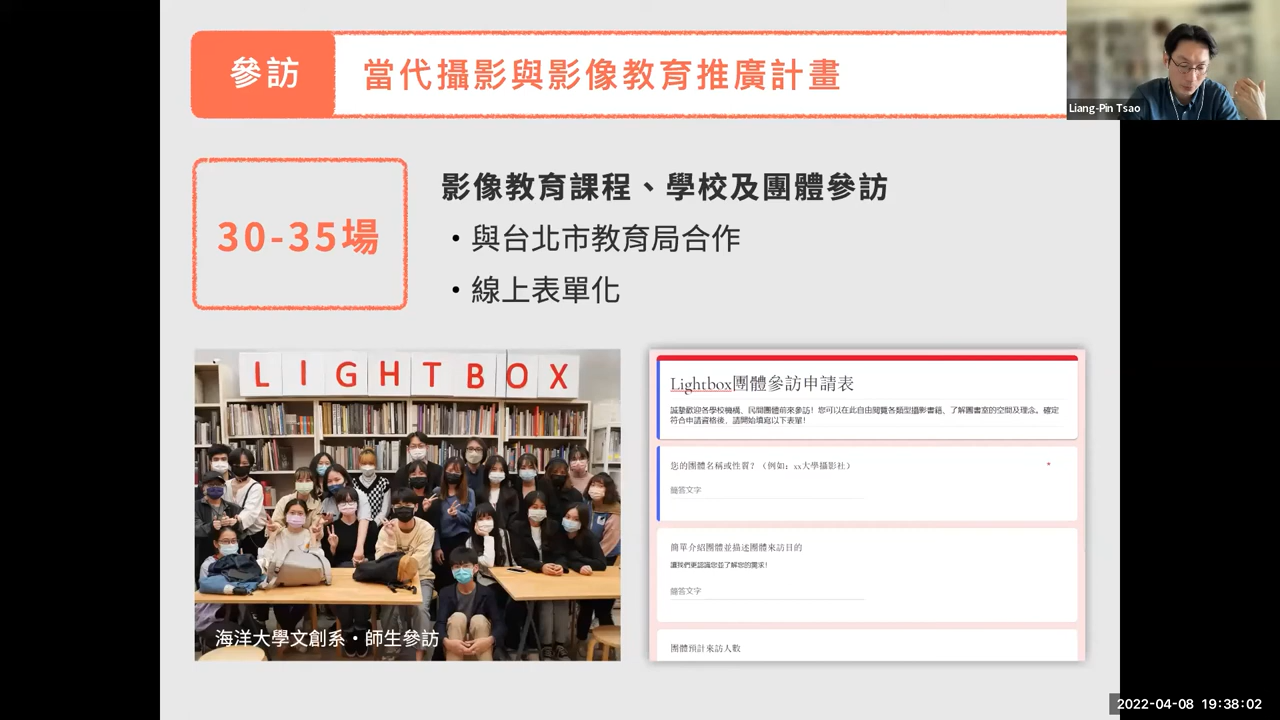 參訪
當代攝影與影像教育推廣計畫
Liang-Pin Tsao
30-35場
影像教育課程、學校及團體參訪
・與台北市教育局合作
・線上表單化
LIGHTBOX
海洋大學文創系・師生參訪
Lightbox團體參訪申請表
誠摯歡迎各學校機構、民間團體前來參訪！您可以在此自由閱覽各類型攝影書籍、了解圖書室的空間及理念。確定
符合申請資格後，請開始填寫以下表單！
您的團體名稱或性質？（例如：xx大學攝影社）
*
簡答文字
簡單介紹團體並描述團體來訪目的
讓我們更認識您並了解您的需求！
簡答文字
團體預計來訪人數
2022-04-08 19:38:02